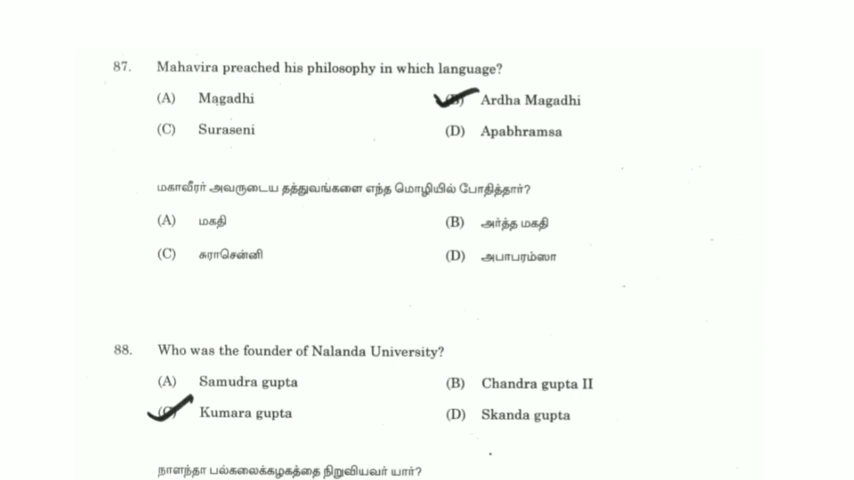 87. Mahavira preached his philosophy in which language?
(A) Magadhi (B) Ardha Magadhi
(C) Suraseni (D) Apabhramsa
மகாவீரர் அவருடைய தத்துவங்களை எந்த மொழியில் போதித்தார்?
(A) மகதி (B) அர்த்த மகதி
(C) சுராசென்னி (D) அபாபரம்ஸா
88. Who was the founder of Nalanda University?
(A) Samudra gupta (B) Chandra gupta II
(C) Kumara gupta (D) Skanda gupta
நாளந்தா பல்கலைக்கழகத்தை நிறுவியவர் யார்?